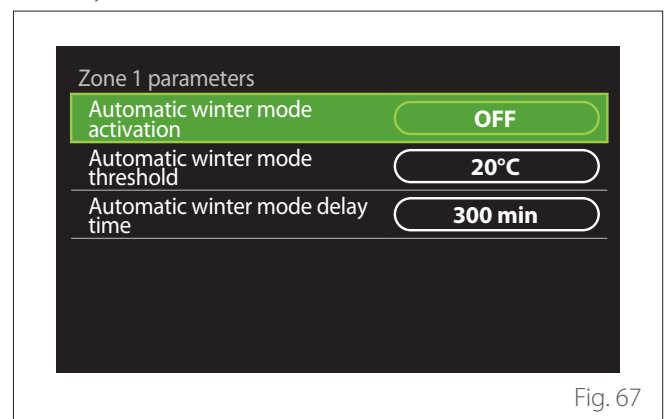 Zone 1 parameters
Automatic winter mode
activation
OFF
Automatic winter mode
threshold
20°C
Automatic winter mode delay
time
300 min
Fig. 67